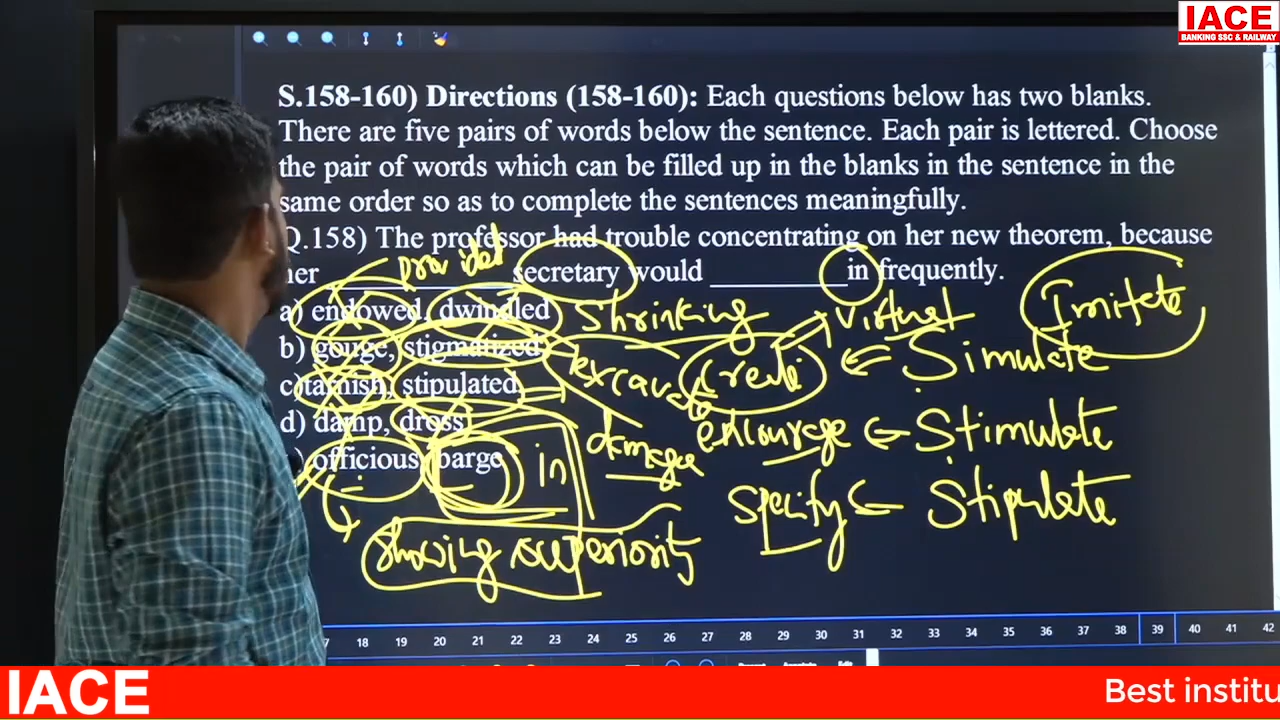 IACE
BANKING SSC & RAILWAY
S.158-160) Directions (158-160): Each questions below has two blanks.
There are five pairs of words below the sentence. Each pair is lettered. Choose
the pair of words which can be filled up in the blanks in the sentence in the
same order so as to complete the sentences meaningfully.
Q.158) The professor had trouble concentrating on her new theorem, because
provided
her ____________ secretary would ____________ in frequently.
a) endowed, dwindled Shrinking Virtual Imitate
b) gouge, stigmatized excavate Create Simulate
c) tarnish, stipulated
d) damp, dross damage encourage Stimulate
officious, barge in specify Stipulate
showing superiority
17 18 19 20 21 22 23 24 25 26 27 28 29 30 31 32 33 34 35 36 37 38 39 40 41 42
IACE Best institu